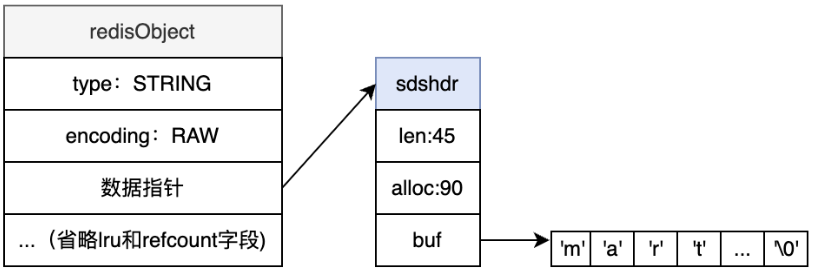 redisObject
type：STRING
encoding：RAW
数据指针
...（省略lru和refcount字段)
sdshdr
len:45
alloc:90
buf
'm' 'a' 'r' 't' ... '\0'